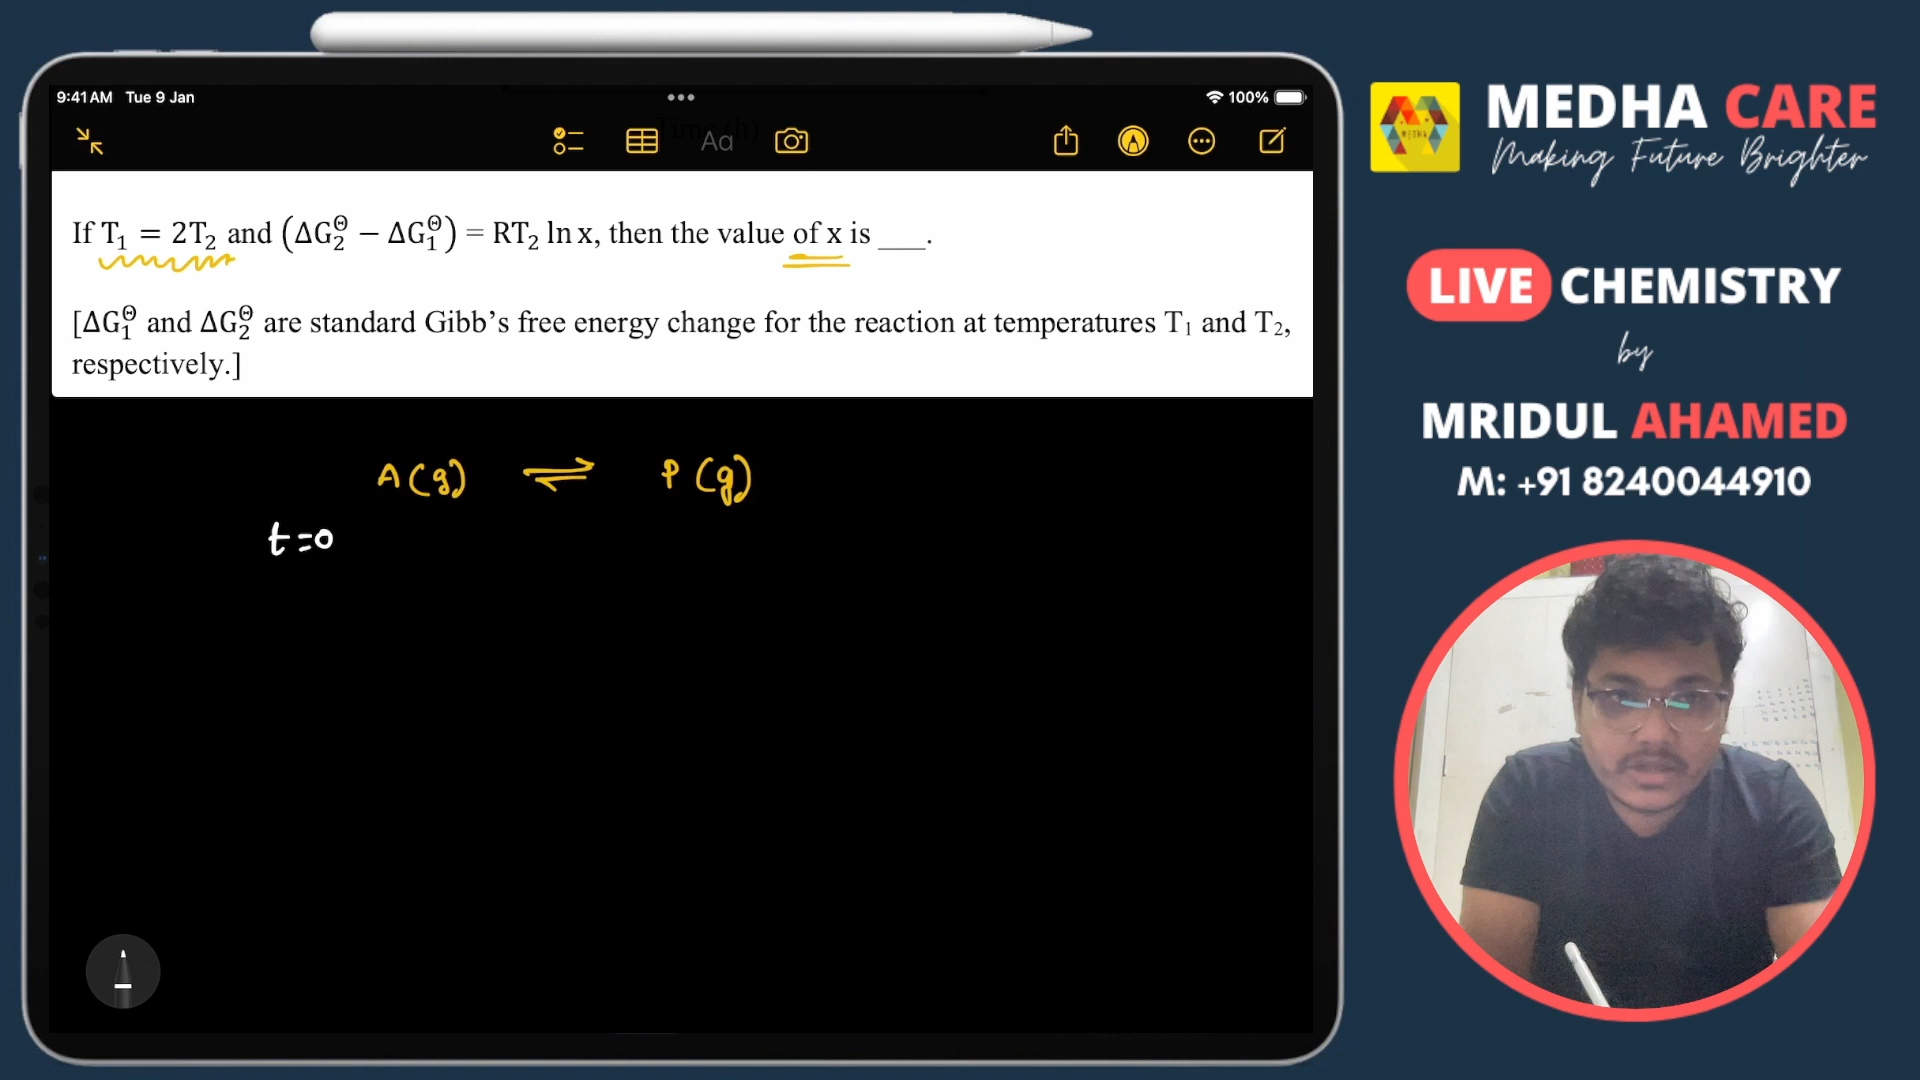 9:41 AM Tue 9 Jan
100%
Ad
If T₁ = 2T₂ and (ΔG₂^Θ − ΔG₁^Θ) = RT₂ ln x, then the value of x is ___.
[ΔG₁^Θ and ΔG₂^Θ are standard Gibb’s free energy change for the reaction at temperatures T₁ and T₂,
respectively.]
A(g) ⇌ P(g)
t=0
MEDHA CARE
Making Future Brighter
LIVE CHEMISTRY
by
MRIDUL AHAMED
M: +91 8240044910